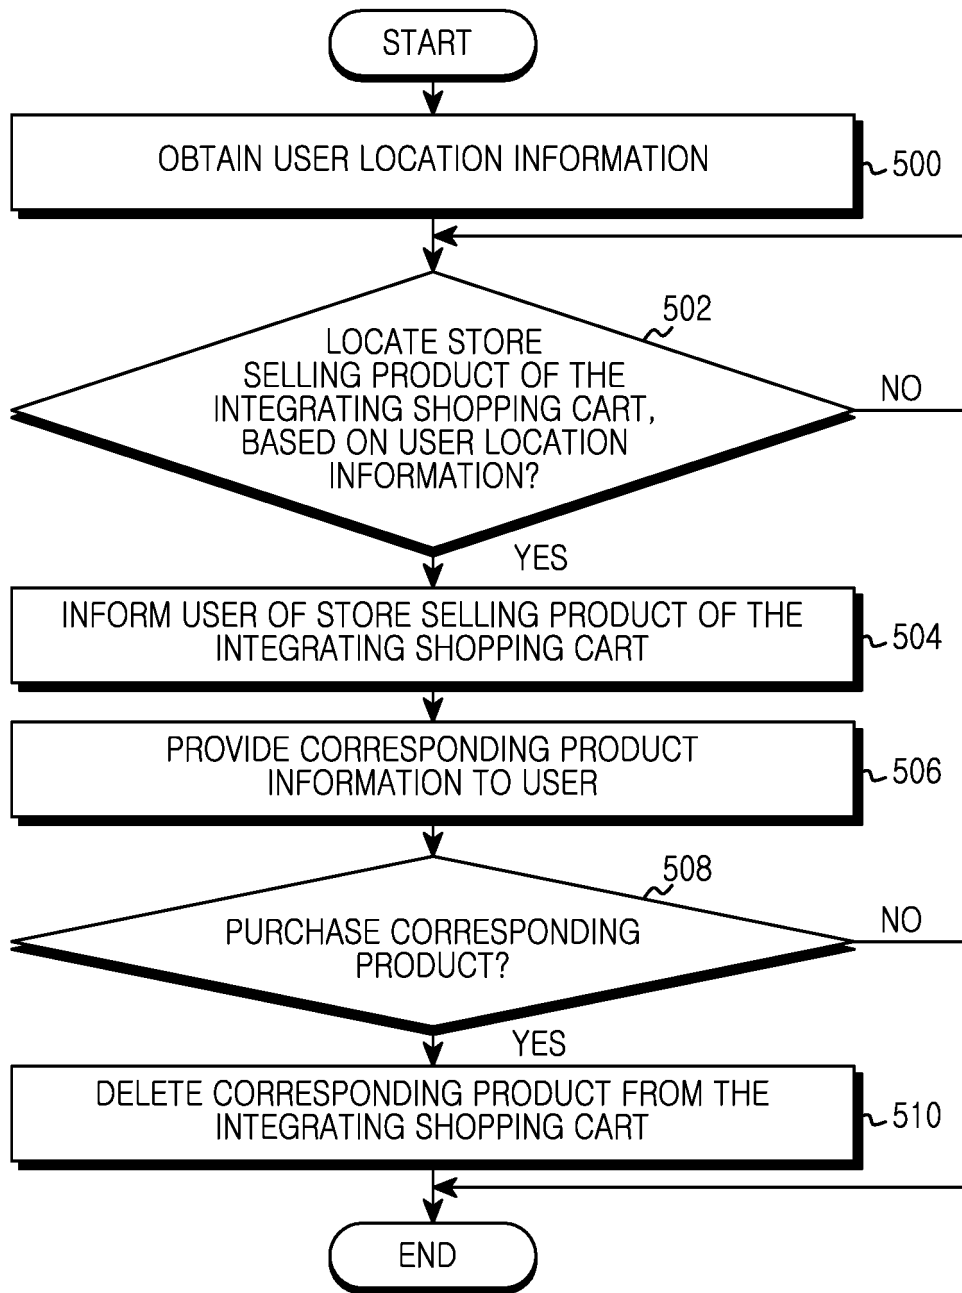 START
OBTAIN USER LOCATION INFORMATION
500
502
LOCATE STORE
SELLING PRODUCT OF THE
INTEGRATING SHOPPING CART,
BASED ON USER LOCATION
INFORMATION?
NO
YES
INFORM USER OF STORE SELLING PRODUCT OF THE
INTEGRATING SHOPPING CART
504
PROVIDE CORRESPONDING PRODUCT
INFORMATION TO USER
506
508
PURCHASE CORRESPONDING
PRODUCT?
NO
YES
DELETE CORRESPONDING PRODUCT FROM THE
INTEGRATING SHOPPING CART
510
END